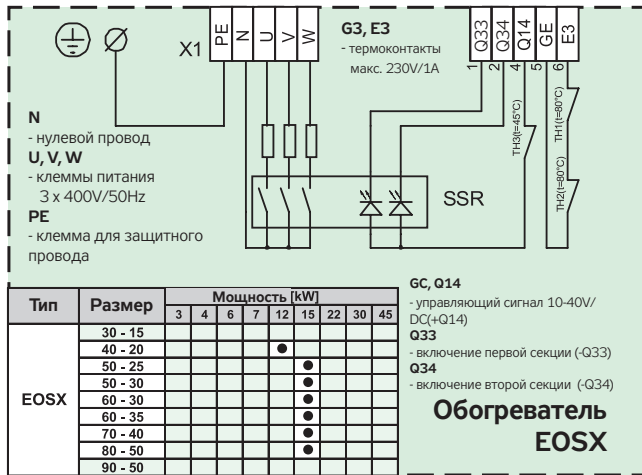 X1
PE
N
U
V
W
G3, E3
- термоконтакты
макс. 230V/1A
Q33
Q34
Q14
GE
E3
1
2
4
5
6
TH3(t=45°C)
TH1(t=80°C)
TH2(t=80°C)
SSR
N
- нулевой провод
U, V, W
- клеммы питания
3 x 400V/50Hz
PE
- клемма для защитного
провода
Тип Размер Мощность [kW]
3 4 6 7 12 15 22 30 45
EOSX
30 - 15
40 - 20 ●
50 - 25 ●
50 - 30 ●
60 - 30 ●
60 - 35 ●
70 - 40 ●
80 - 50 ●
90 - 50
GC, Q14
- управляющий сигнал 10-40V/
DC(+Q14)
Q33
- включение первой секции (-Q33)
Q34
- включение второй секции (-Q34)
Обогреватель
EOSX